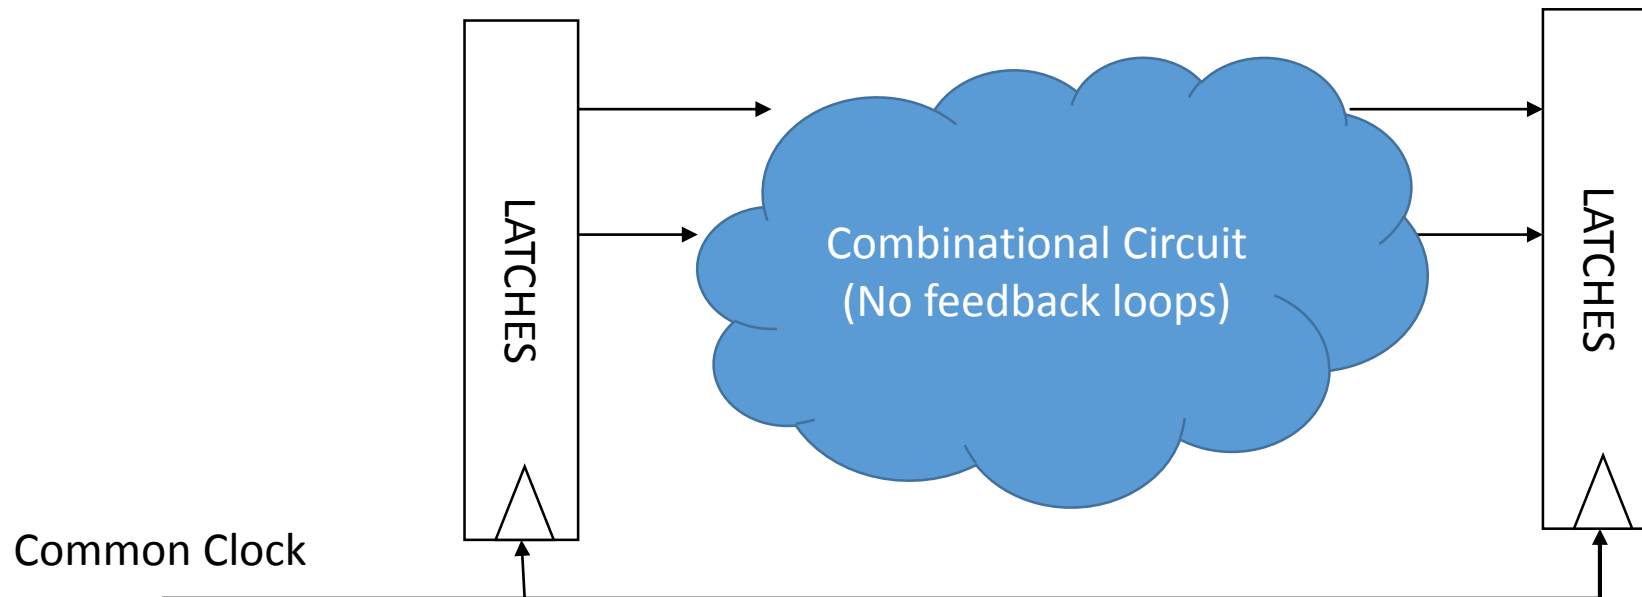 LATCHES
Combinational Circuit
(No feedback loops)
LATCHES
Common Clock